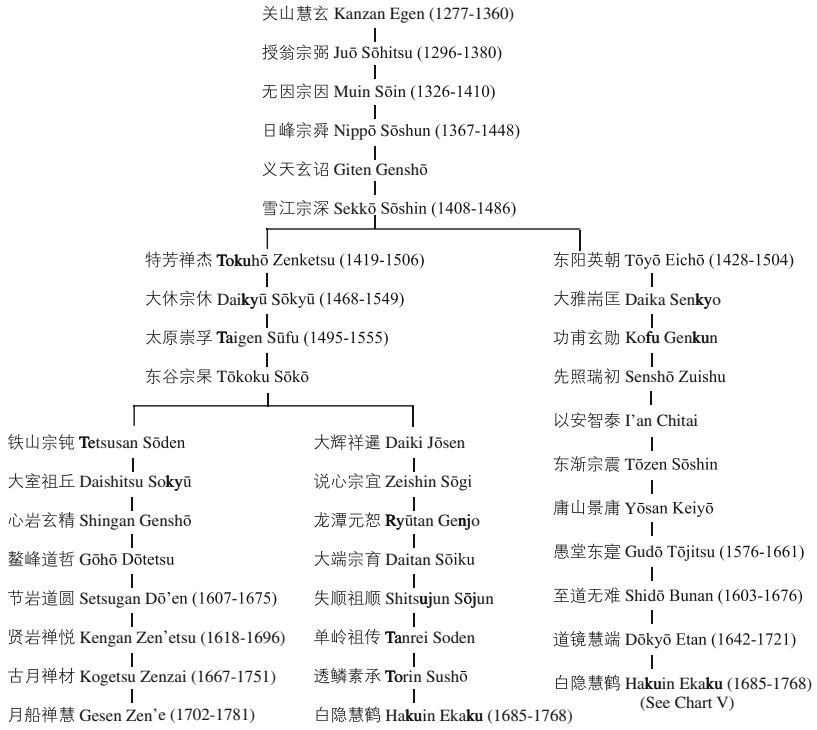 关山慧玄 Kanzan Egen (1277-1360)
授翁宗弼 Juō Sōhitsu (1296-1380)
无因宗因 Muin Sōin (1326-1410)
日峰宗舜 Nippō Sōshun (1367-1448)
义天玄诏 Giten Genshō
雪江宗深 Sekkō Sōshin (1408-1486)
特芳禅杰 Tokuhō Zenketsu (1419-1506)
大休宗休 Daikyū Sōkyū (1468-1549)
太原崇孚 Taigen Sūfu (1495-1555)
东谷宗杲 Tōkoku Sōkō
铁山宗钝 Tetsusan Sōden
大室祖丘 Daishitsu Sokyū
心岩玄精 Shingan Genshō
鳌峰道哲 Gōhō Dōtetsu
节岩道圆 Setsugan Dō’en (1607-1675)
贤岩禅悦 Kengan Zen’etsu (1618-1696)
古月禅材 Kogetsu Zenzai (1667-1751)
月船禅慧 Gesen Zen’e (1702-1781)
大辉祥暹 Daiki Jōsen
说心宗宜 Zeishin Sōgi
龙潭元恕 Ryūtan Genjo
大端宗育 Daitan Sōiku
失顺祖顺 Shitsujun Sōjun
单岭祖传 Tanrei Soden
透鳞素承 Torin Sushō
白隐慧鹤 Hakuin Ekaku (1685-1768)
东阳英朝 Tōyō Eichō (1428-1504)
大雅耑匡 Daika Senkyo
功甫玄勋 Kofu Genkun
先照瑞初 Senshō Zuishu
以安智泰 I’an Chitai
东渐宗震 Tōzen Sōshin
庸山景庸 Yōsan Keiyō
愚堂东寔 Gudō Tōjitsu (1576-1661)
至道无难 Shidō Bunan (1603-1676)
道镜慧端 Dōkyō Etan (1642-1721)
白隐慧鹤 Hakuin Ekaku (1685-1768)
(See Chart V)